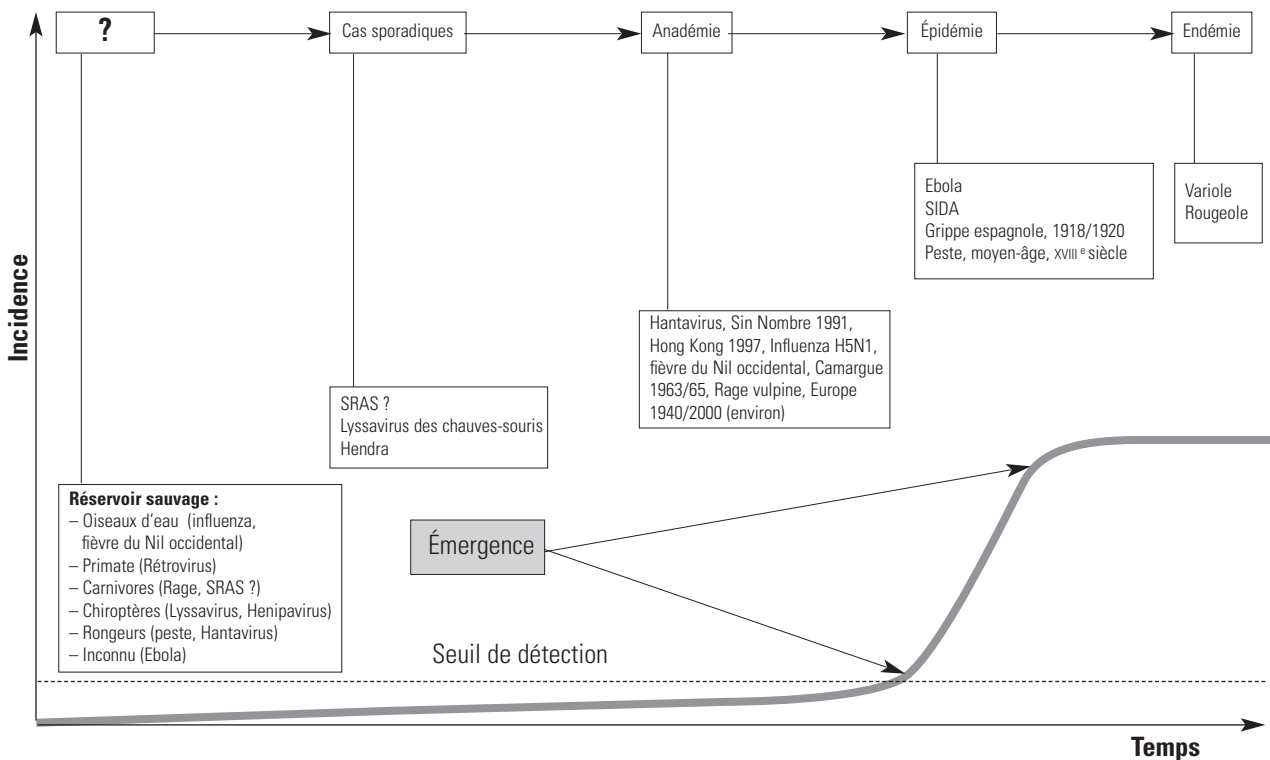 ?
Cas sporadiques
Anadémie
Épidémie
Endémie
Ebola
SIDA
Grippe espagnole, 1918/1920
Peste, moyen-âge, XVIIIe siècle
Variole
Rougeole
Hantavirus, Sin Nombre 1991,
Hong Kong 1997, Influenza H5N1,
fièvre du Nil occidental, Camargue
1963/65, Rage vulpine, Europe
1940/2000 (environ)
SRAS ?
Lyssavirus des chauves-souris
Hendra
Réservoir sauvage :
– Oiseaux d'eau (influenza,
fièvre du Nil occidental)
– Primate (Rétrovirus)
– Carnivores (Rage, SRAS ?)
– Chiroptères (Lyssavirus, Henipavirus)
– Rongeurs (peste, Hantavirus)
– Inconnu (Ebola)
Émergence
Seuil de détection
Incidence
Temps